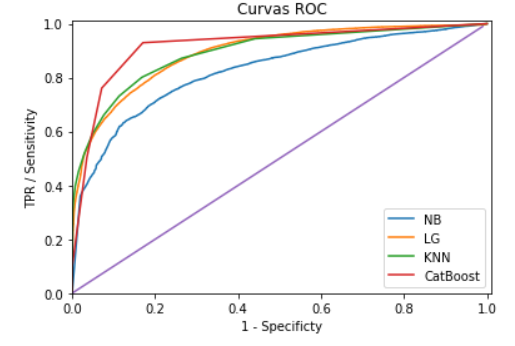 Curvas ROC
TPR / Sensitivity
1.0
0.8
0.6
0.4
0.2
0.0
0.0 0.2 0.4 0.6 0.8 1.0
1 - Specificty
NB
LG
KNN
CatBoost